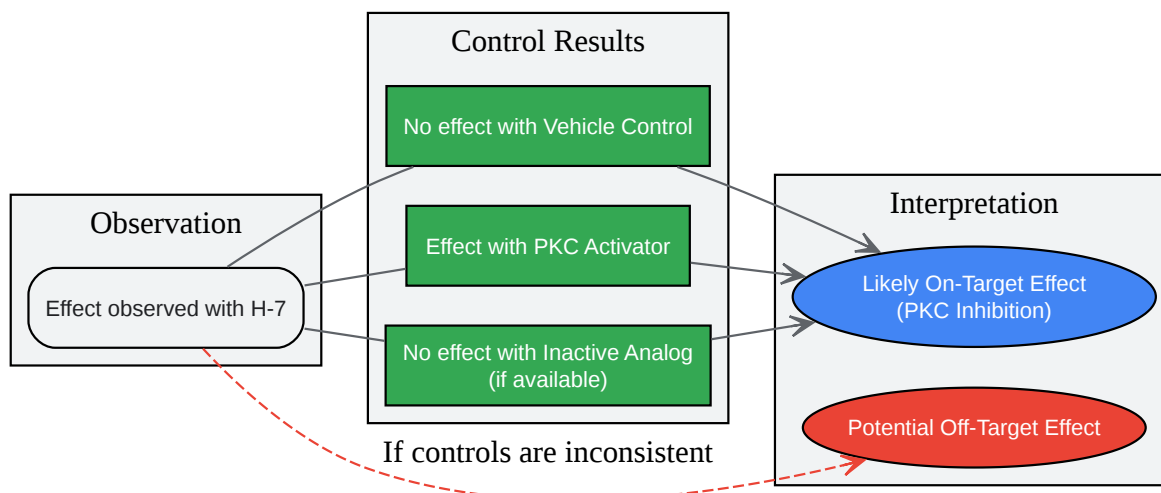 Observation
Effect observed with H-7
Control Results
No effect with Vehicle Control
Effect with PKC Activator
No effect with Inactive Analog
(if available)
If controls are inconsistent
Interpretation
Likely On-Target Effect
(PKC Inhibition)
Potential Off-Target Effect